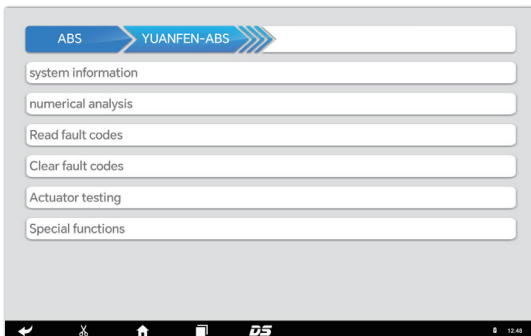 ABS YUANFEN-ABS
system information
numerical analysis
Read fault codes
Clear fault codes
Actuator testing
Special functions
DS 12:48